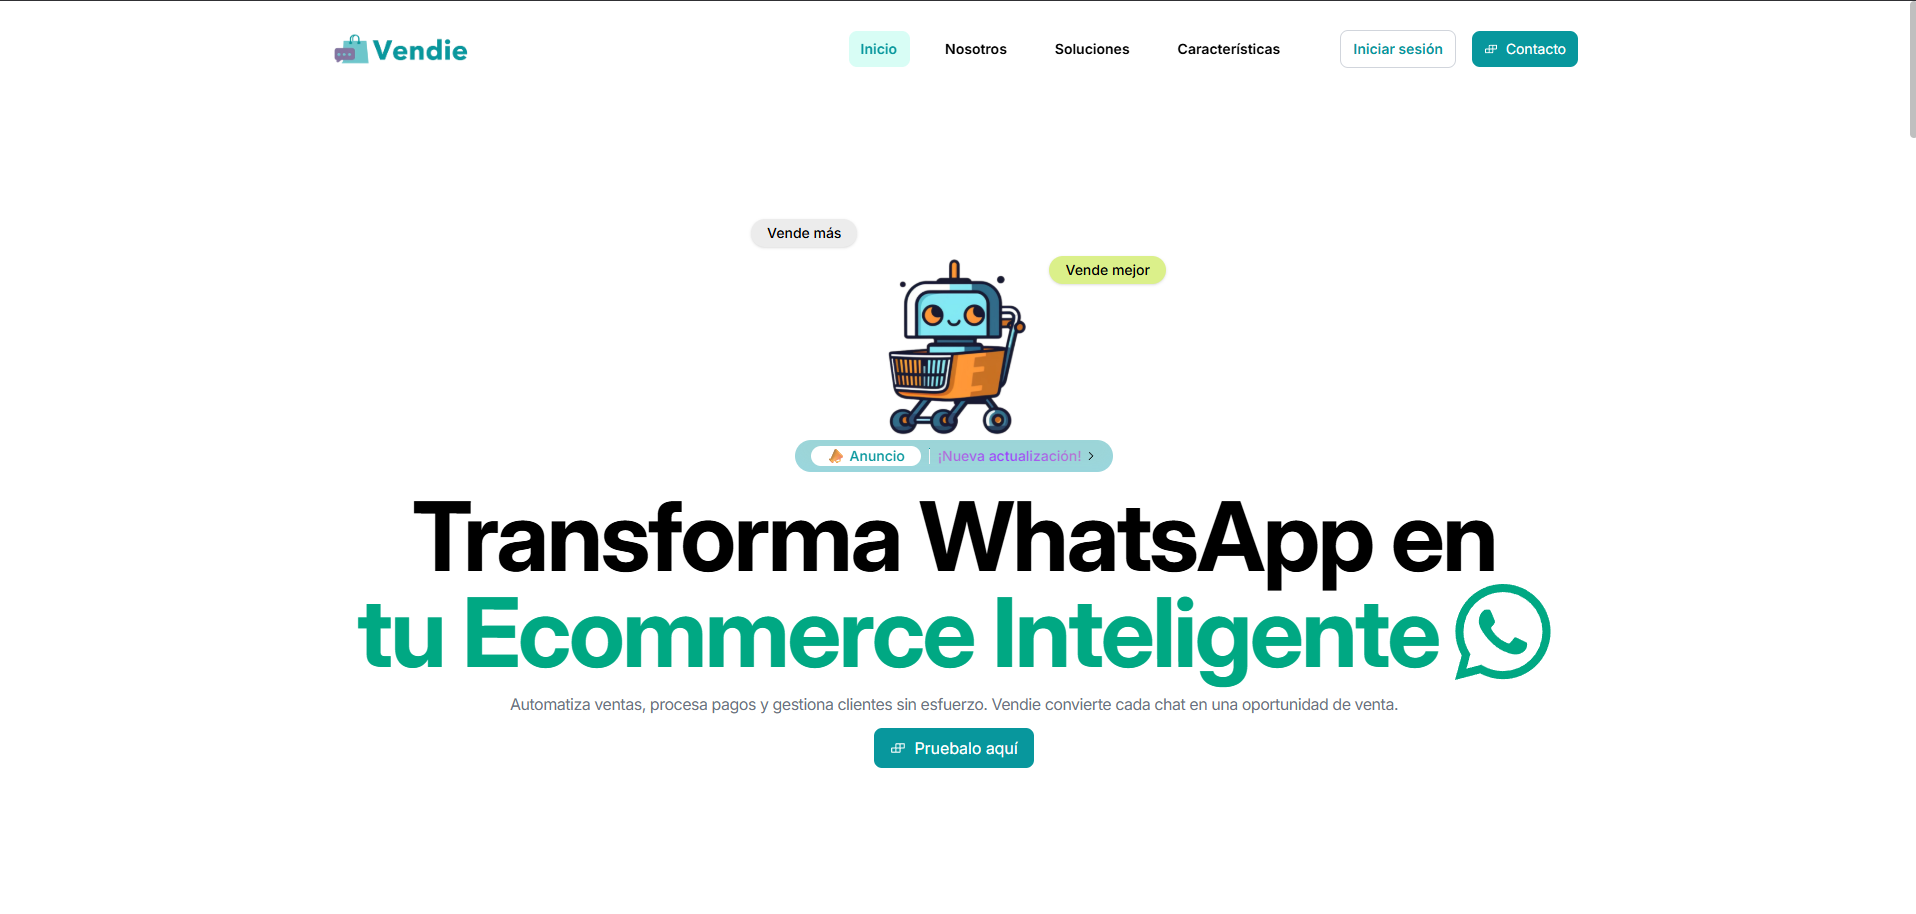 Vendie
Inicio
Nosotros
Soluciones
Características
Iniciar sesión
Contacto
Vende más
Vende mejor
Anuncio
¡Nueva actualización!
Transforma WhatsApp en
tu Ecommerce Inteligente
Automatiza ventas, procesa pagos y gestiona clientes sin esfuerzo. Vendie convierte cada chat en una oportunidad de venta.
Pruebalo aquí